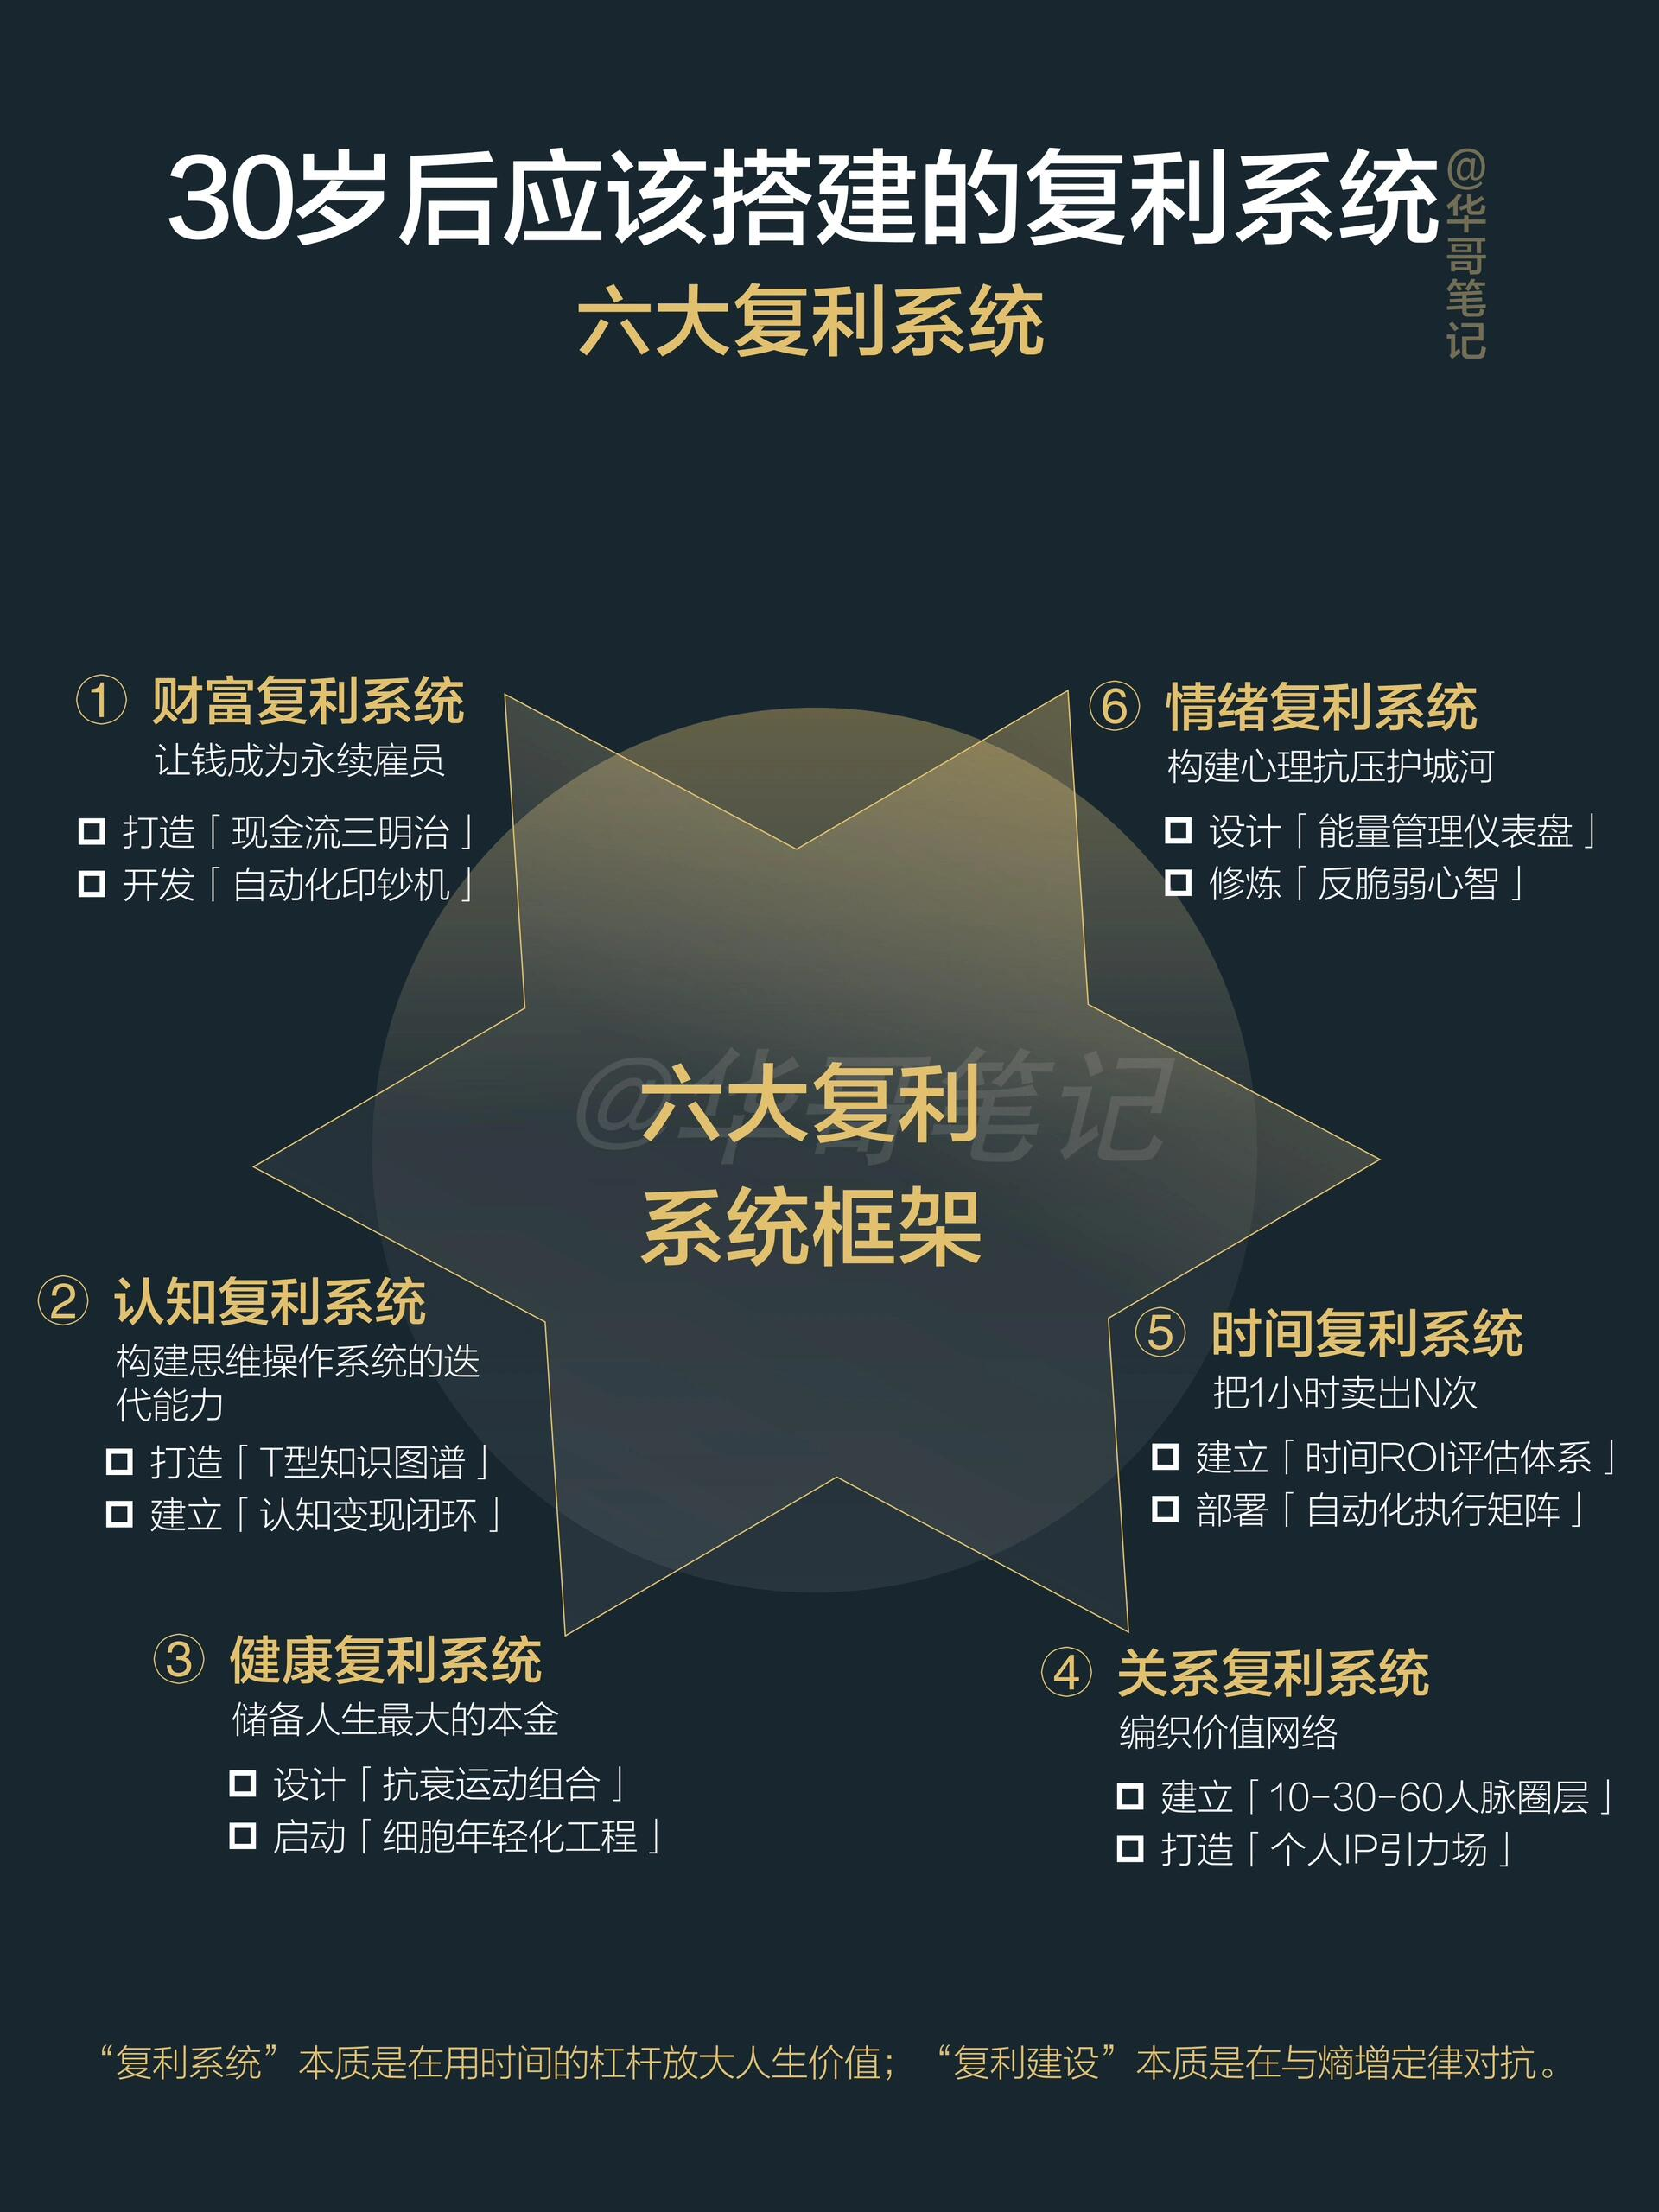 30岁后应该搭建的复利系统
@华哥笔记
六大复利系统
① 财富复利系统
让钱成为永续雇员
打造「现金流三明治」
开发「自动化印钞机」
⑥ 情绪复利系统
构建心理抗压护城河
设计「能量管理仪表盘」
修炼「反脆弱心智」
@华哥笔记
六大复利
系统框架
② 认知复利系统
构建思维操作系统的迭
代能力
打造「T型知识图谱」
建立「认知变现闭环」
⑤ 时间复利系统
把1小时卖出N次
建立「时间ROI评估体系」
部署「自动化执行矩阵」
③ 健康复利系统
储备人生最大的本金
设计「抗衰运动组合」
启动「细胞年轻化工程」
④ 关系复利系统
编织价值网络
建立「10-30-60人脉圈层」
打造「个人IP引力场」
“复利系统”本质是在用时间的杠杆放大人生价值；“复利建设”本质是在与熵增定律对抗。